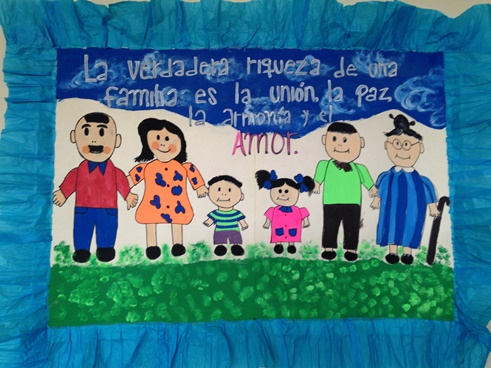 La verdadera riqueza de una
familia es la unión, la Paz,
la armonía y el
Amor.